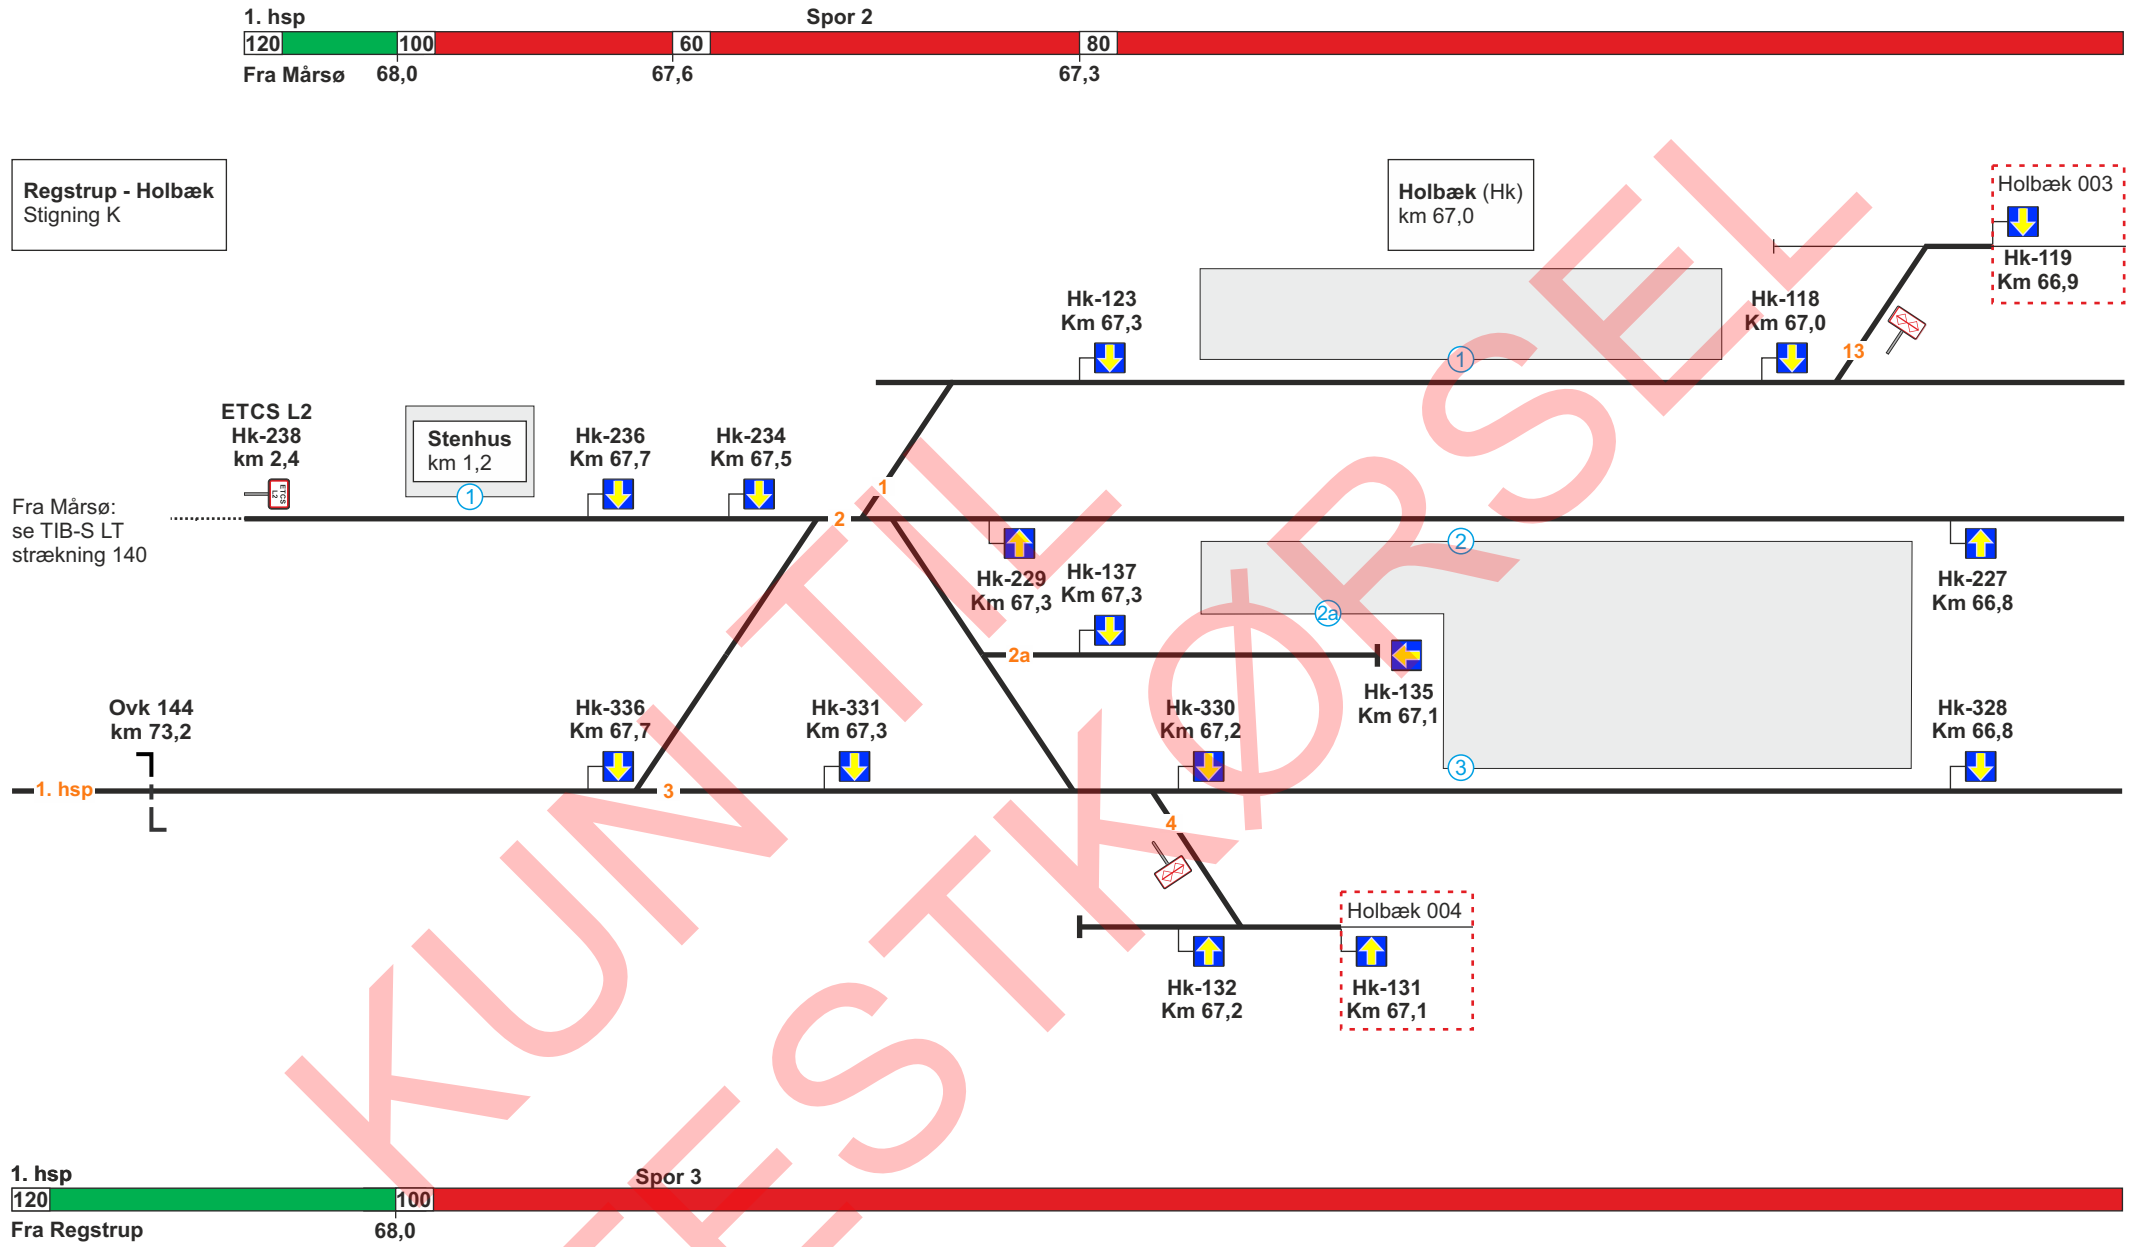 1. hsp
Spor 2
120
100
60
80
Fra Mårsø
68,0
67,6
67,3
Regstrup - Holbæk
Stigning K
Holbæk (Hk)
km 67,0
Holbæk 003
Hk-119
Km 66,9
Hk-123
Km 67,3
Hk-118
Km 67,0
1
13
ETCS L2
Hk-238
km 2,4
ETCS
L2
Stenhus
km 1,2
1
Hk-236
Km 67,7
Hk-234
Km 67,5
1
Fra Mårsø:
se TIB-S LT
strækning 140
2
2
Hk-229
Km 67,3
Hk-137
Km 67,3
Hk-227
Km 66,8
2a
2a
Hk-135
Km 67,1
Ovk 144
km 73,2
Hk-336
Km 67,7
Hk-331
Km 67,3
Hk-330
Km 67,2
Hk-328
Km 66,8
3
1. hsp
3
4
Holbæk 004
Hk-132
Km 67,2
Hk-131
Km 67,1
KUN TIL
TESTKØRSEL
1. hsp
Spor 3
120
100
Fra Regstrup
68,0